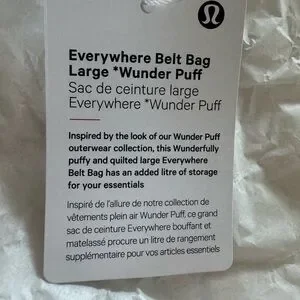 Everywhere Belt Bag
Large *Wunder Puff
Sac de ceinture large
Everywhere *Wunder Puff
Inspired by the look of our Wunder Puff
outerwear collection, this Wunderfully
puffy and quilted large Everywhere
Belt Bag has an added litre of storage
for your essentials
Inspiré de l'allure de notre collection de
vêtements plein air Wunder Puff, ce grand
sac de ceinture Everywhere bouffant et
matelassé procure un litre de rangement
supplémentaire pour vos articles essentiels